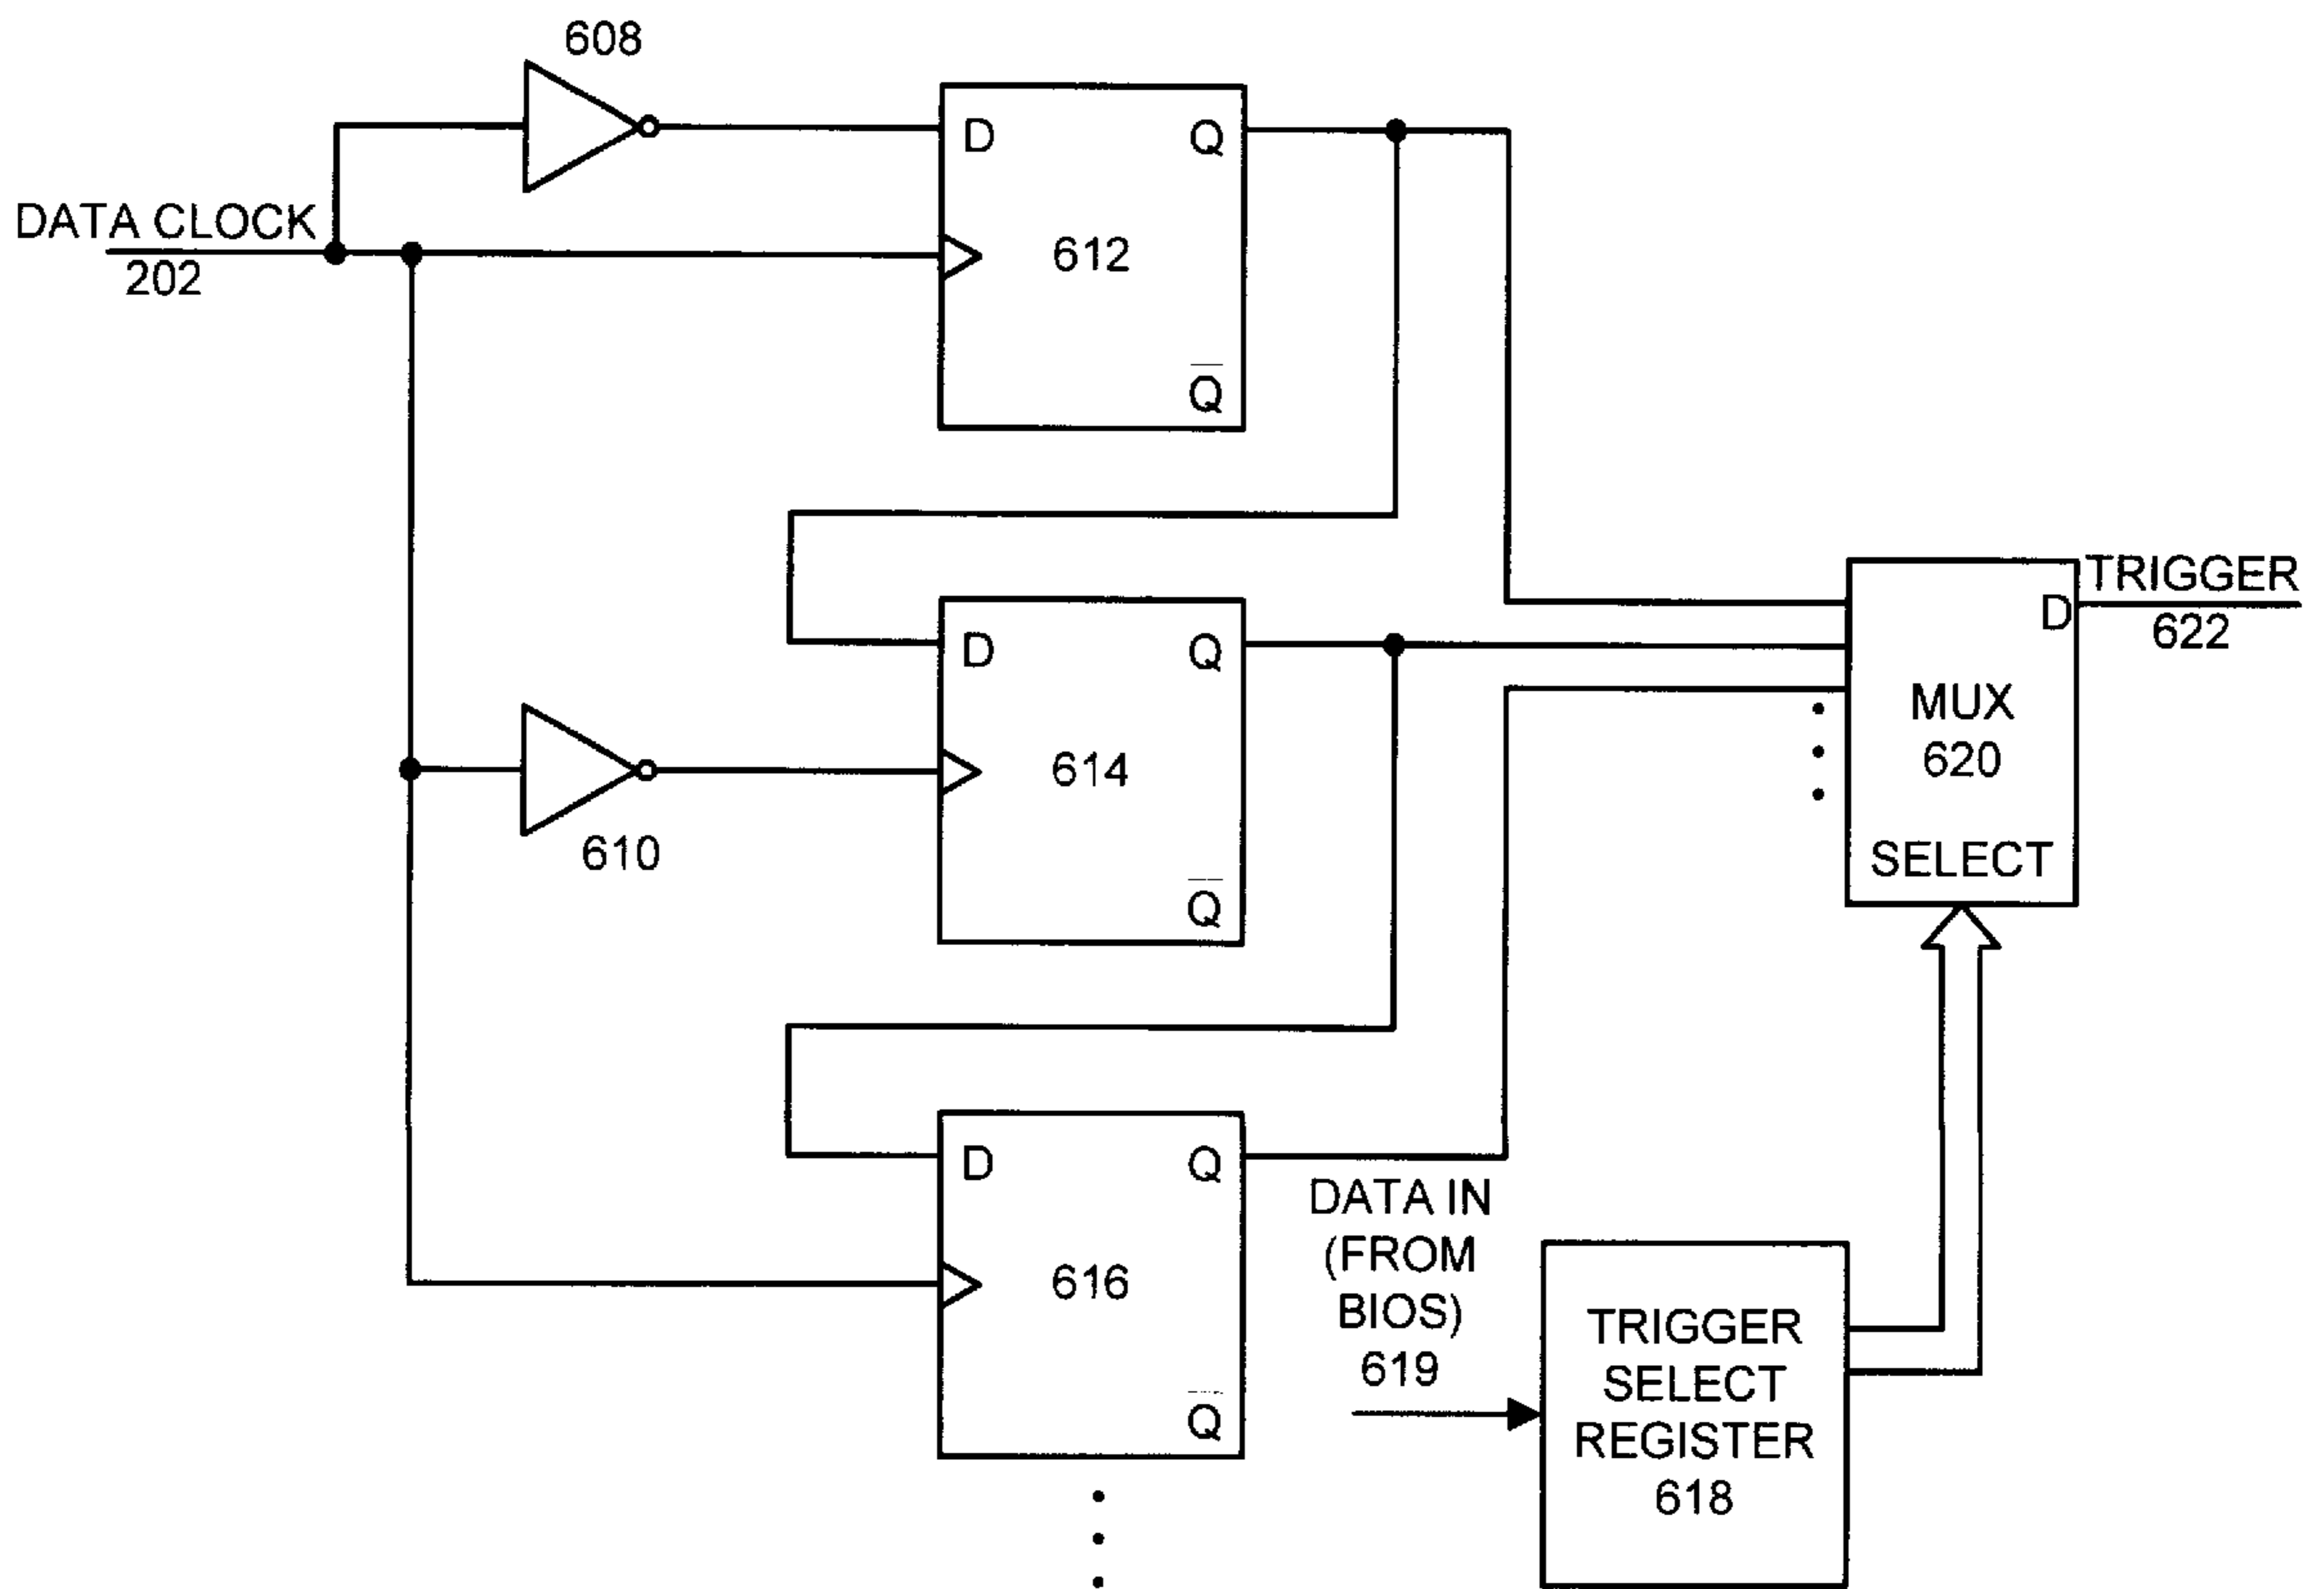 608
D Q
DATA CLOCK
202
612
Q
D Q
614
610
Q
TRIGGER
D
622
MUX
620
SELECT
D Q
616
Q
DATA IN
(FROM
BIOS)
619
TRIGGER
SELECT
REGISTER
618